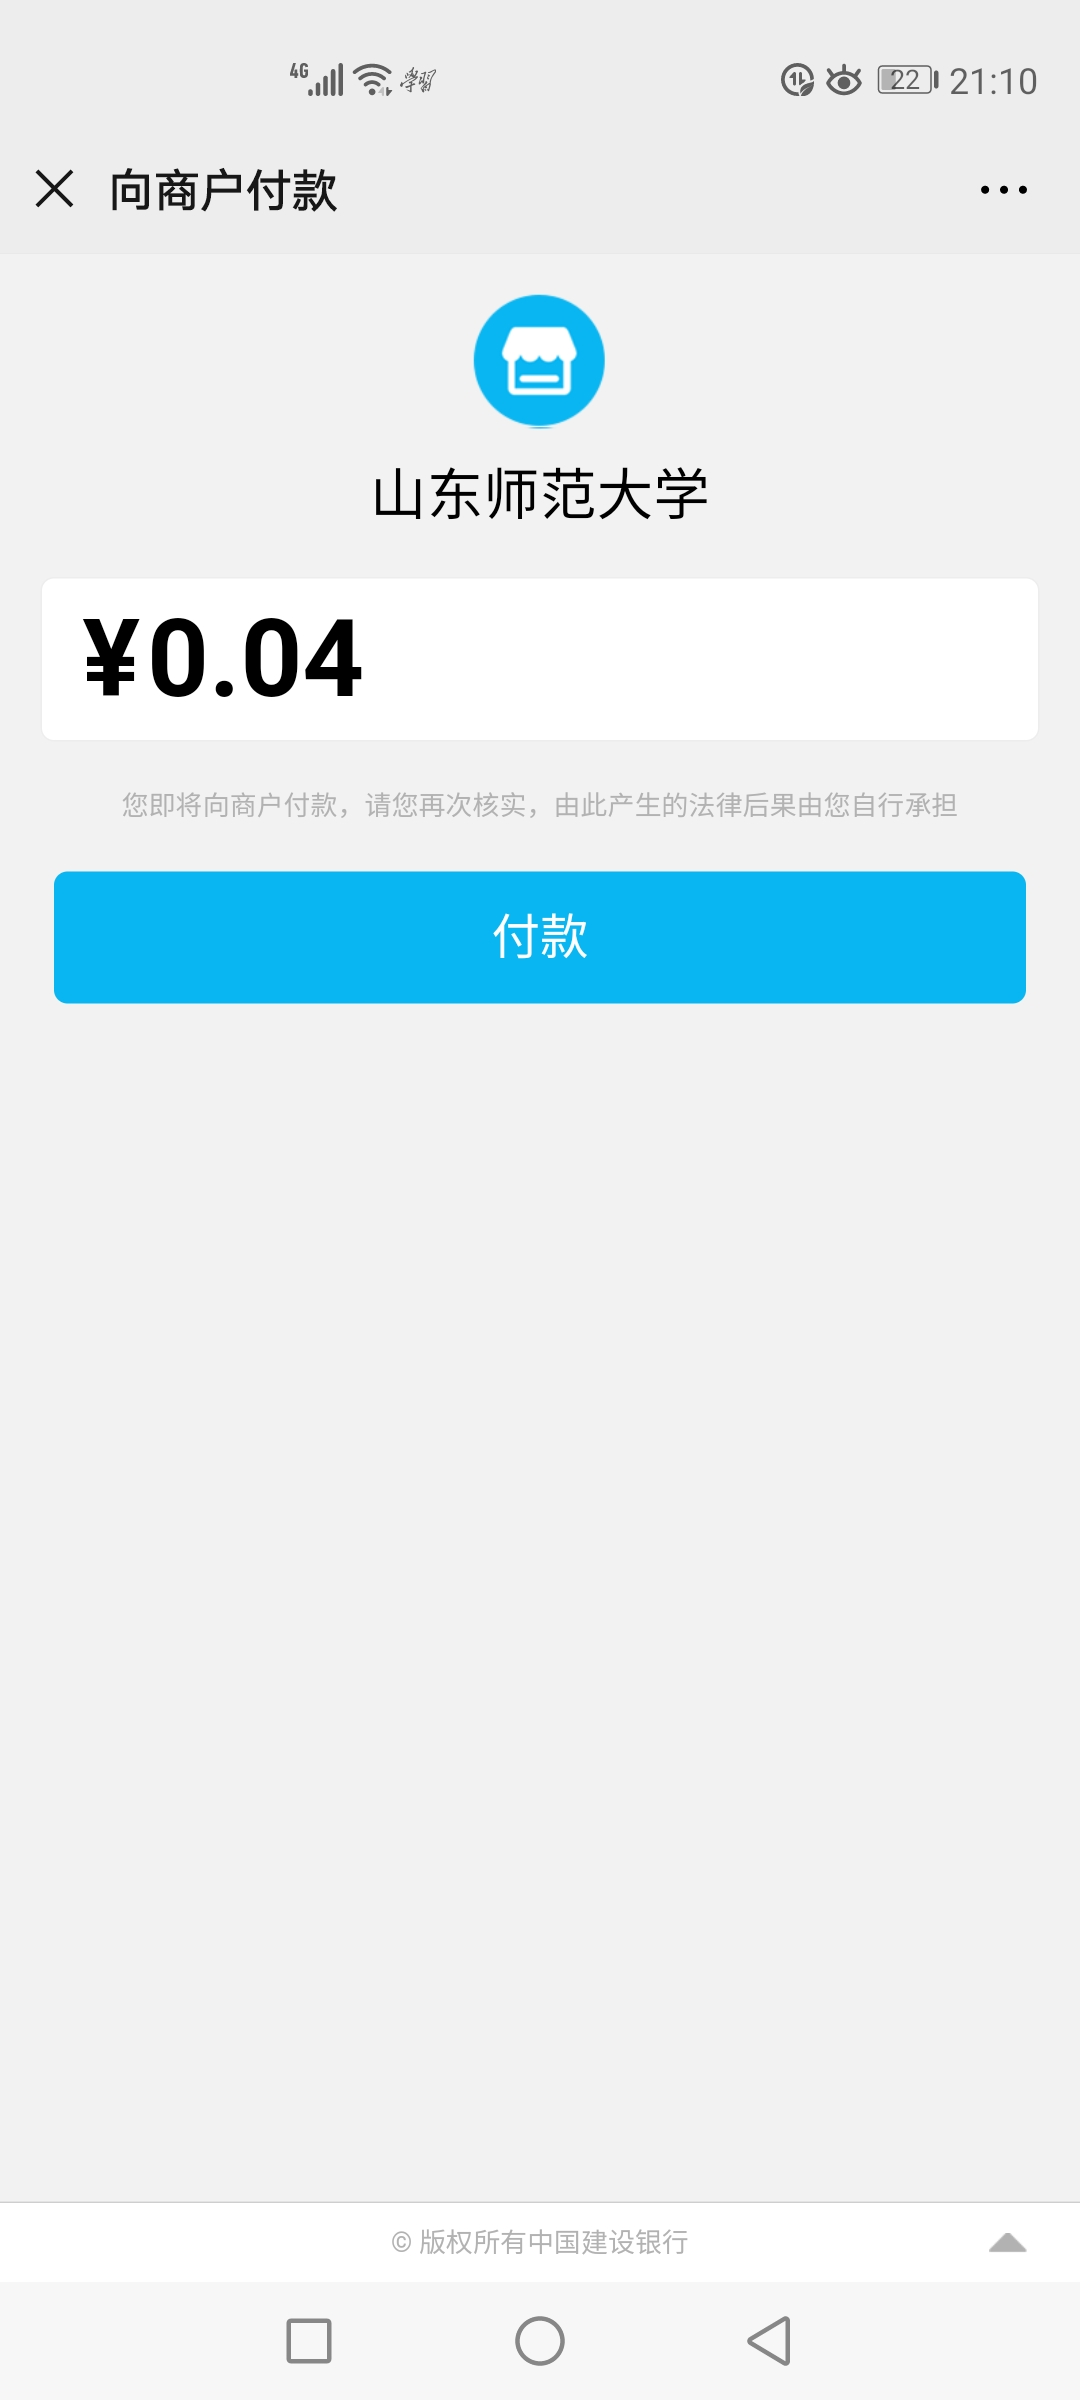 4G 學習 22 21:10
向商户付款
山东师范大学
¥0.04
您即将向商户付款，请您再次核实，由此产生的法律后果由您自行承担
付款
© 版权所有中国建设银行